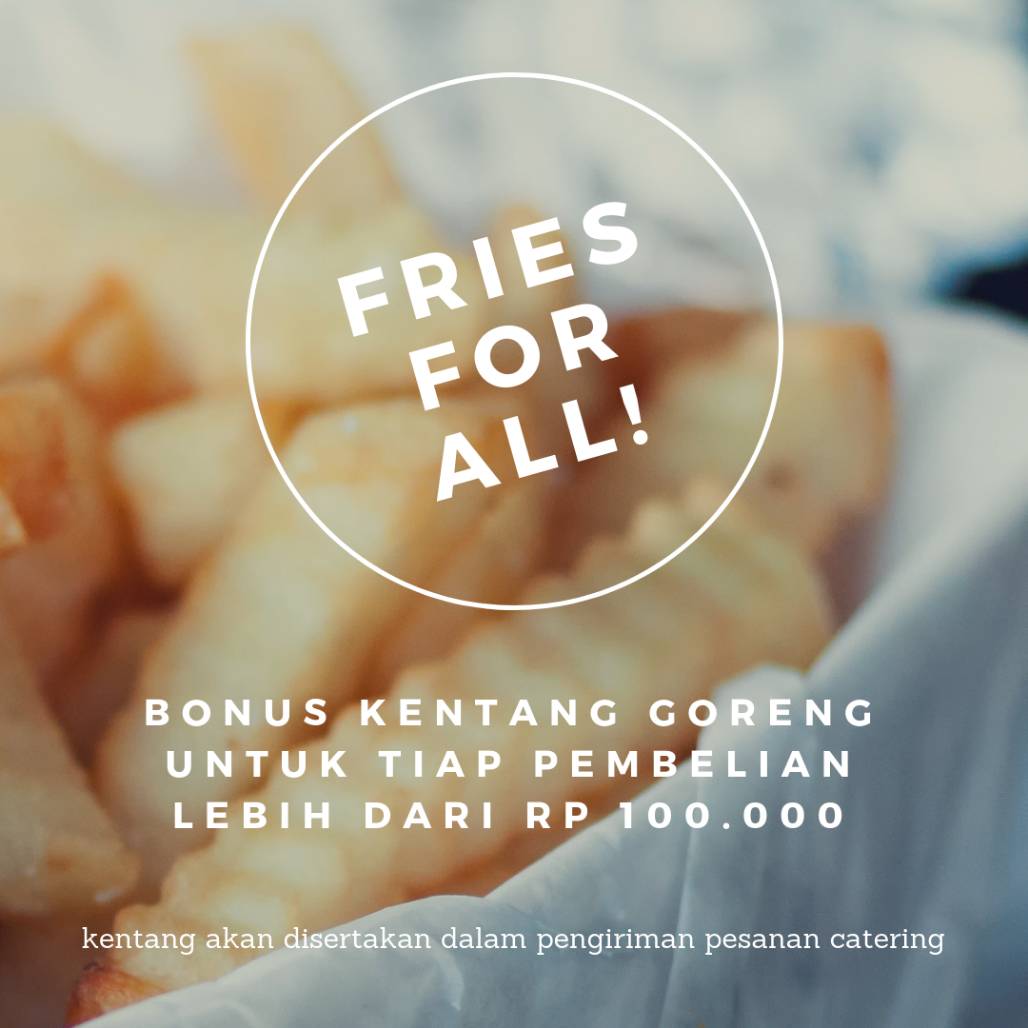 FRIES
FOR
ALL!
BONUS KENTANG GORENG
UNTUK TIAP PEMBELIAN
LEBIH DARI RP 100.000
kentang akan disertakan dalam pengiriman pesanan catering